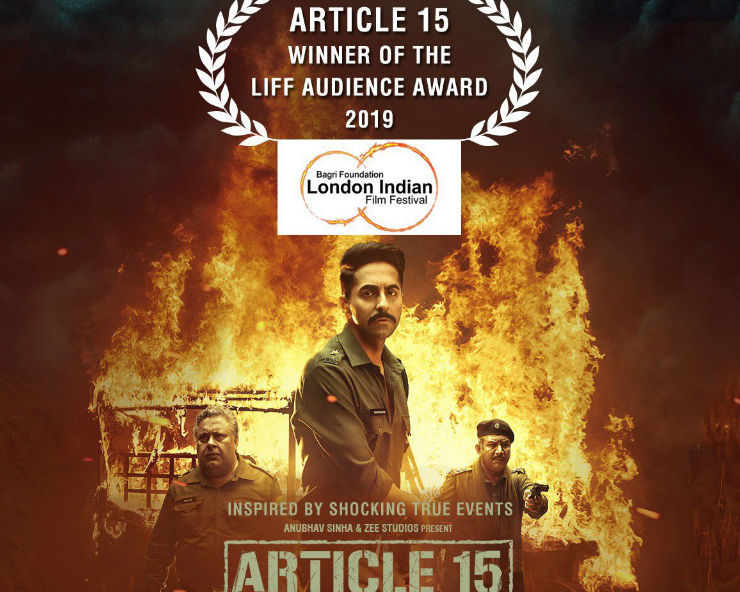 ARTICLE 15
WINNER OF THE
LIFF AUDIENCE AWARD
2019
Bagri Foundation
London Indian
Film Festival
INSPIRED BY SHOCKING TRUE EVENTS
ANUBHAV SINHA & ZEE STUDIOS PRESENT
ARTICLE 15